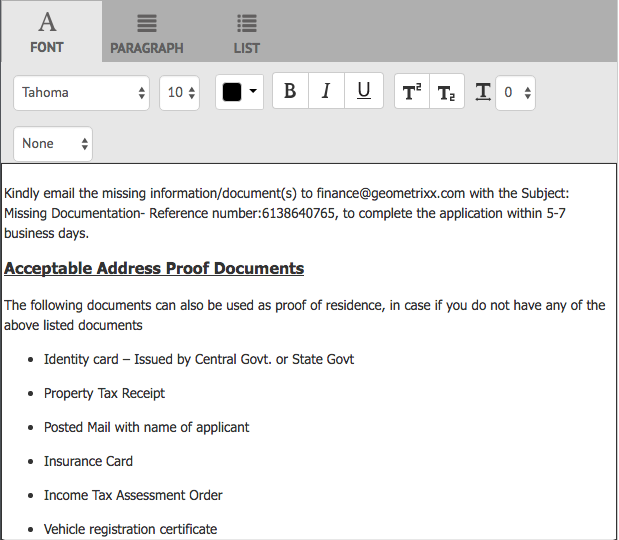 A
FONT
PARAGRAPH
LIST
Tahoma
10
B
I
U
T²
T₂
T
0
None
Kindly email the missing information/document(s) to finance@geometrixx.com with the Subject:
Missing Documentation- Reference number:6138640765, to complete the application within 5-7
business days.
Acceptable Address Proof Documents
The following documents can also be used as proof of residence, in case if you do not have any of the
above listed documents
• Identity card – Issued by Central Govt. or State Govt
• Property Tax Receipt
• Posted Mail with name of applicant
• Insurance Card
• Income Tax Assessment Order
• Vehicle registration certificate